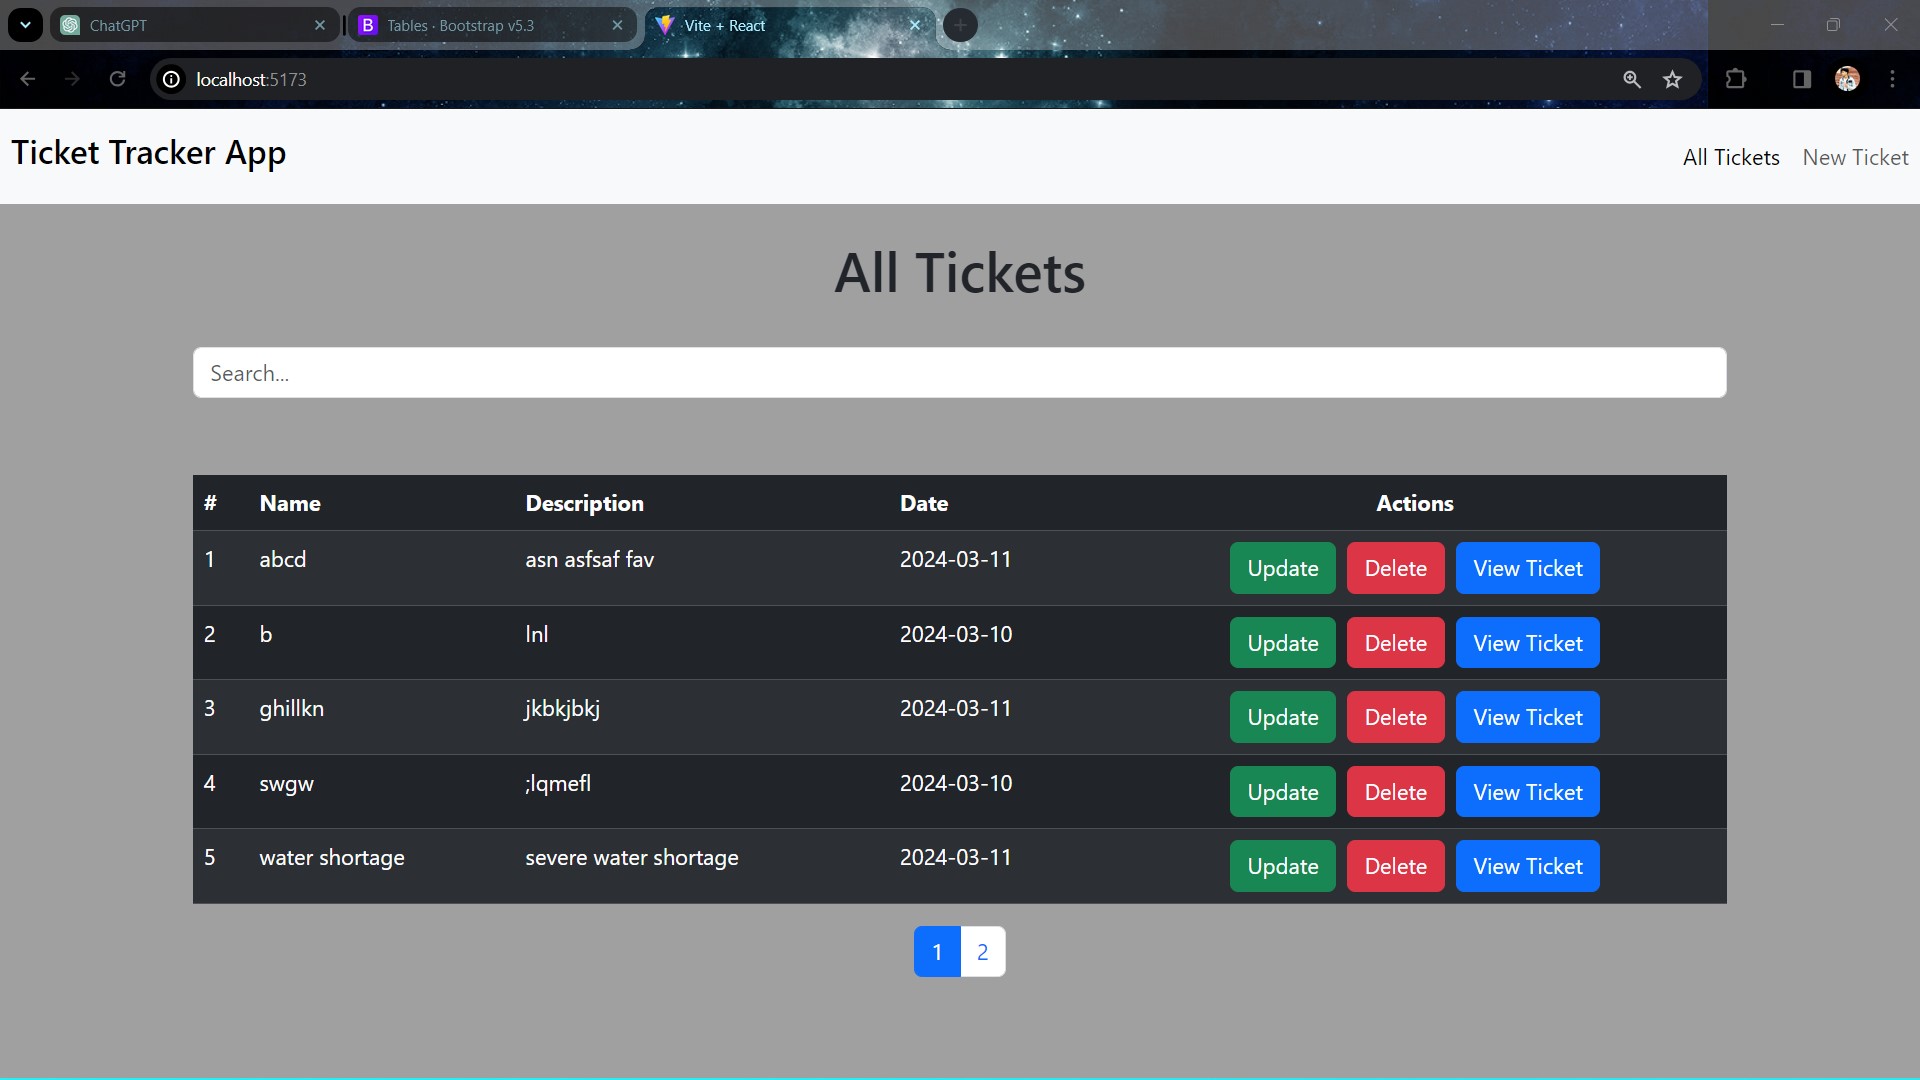 ChatGPT
B Tables · Bootstrap v5.3
Vite + React
localhost:5173
Ticket Tracker App
All Tickets New Ticket
All Tickets
Search...
# Name Description Date Actions
1 abcd asn asfsaf fav 2024-03-11 Update Delete View Ticket
2 b lnl 2024-03-10 Update Delete View Ticket
3 ghillkn jkbkjbkj 2024-03-11 Update Delete View Ticket
4 swgw ;lqmefl 2024-03-10 Update Delete View Ticket
5 water shortage severe water shortage 2024-03-11 Update Delete View Ticket
1 2